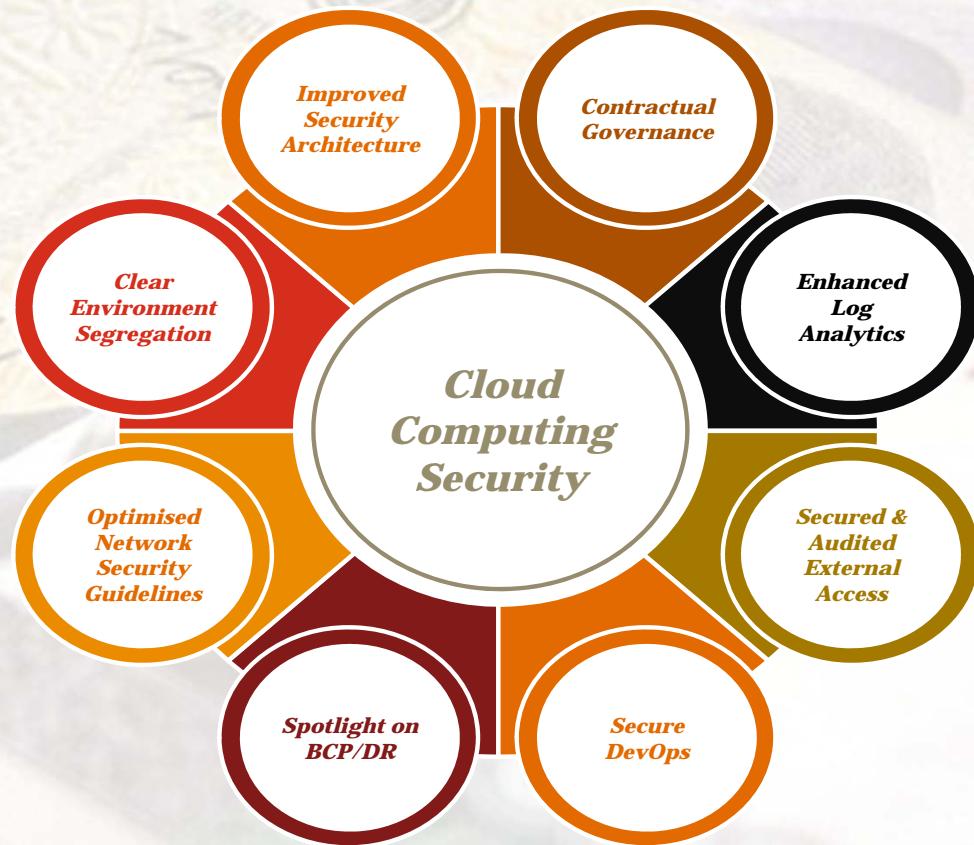 Improved
Security
Architecture
Contractual
Governance
Clear
Environment
Segregation
Enhanced
Log
Analytics
Cloud
Computing
Security
Optimised
Network
Security
Guidelines
Secured &
Audited
External
Access
Spotlight on
BCP/DR
Secure
DevOps